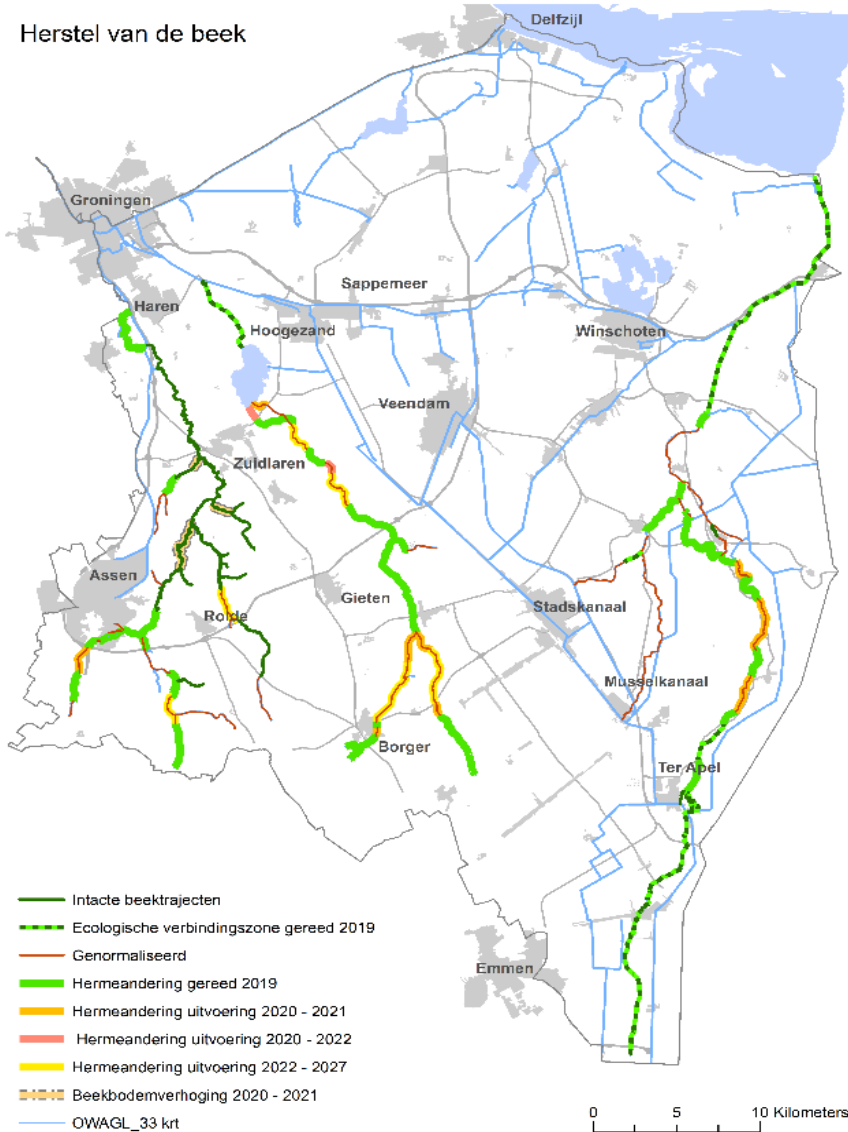 Herstel van de beek
Delfzijl
Groningen
Sappemeer
Haren
Hoogezand
Winschoten
Veendam
Zuidlaren
Assen
Gieten
Rolde
Stadskanaal
Musselkanaal
Borger
Ter Apel
Emmen
Intacte beektrajecten
Ecologische verbindingszone gereed 2019
Genormaliseerd
Hermeandering gereed 2019
Hermeandering uitvoering 2020 - 2021
Hermeandering uitvoering 2020 - 2022
Hermeandering uitvoering 2022 - 2027
Beekbodemverhoging 2020 - 2021
OWAGL_33 krt
0 5 10 Kilometers